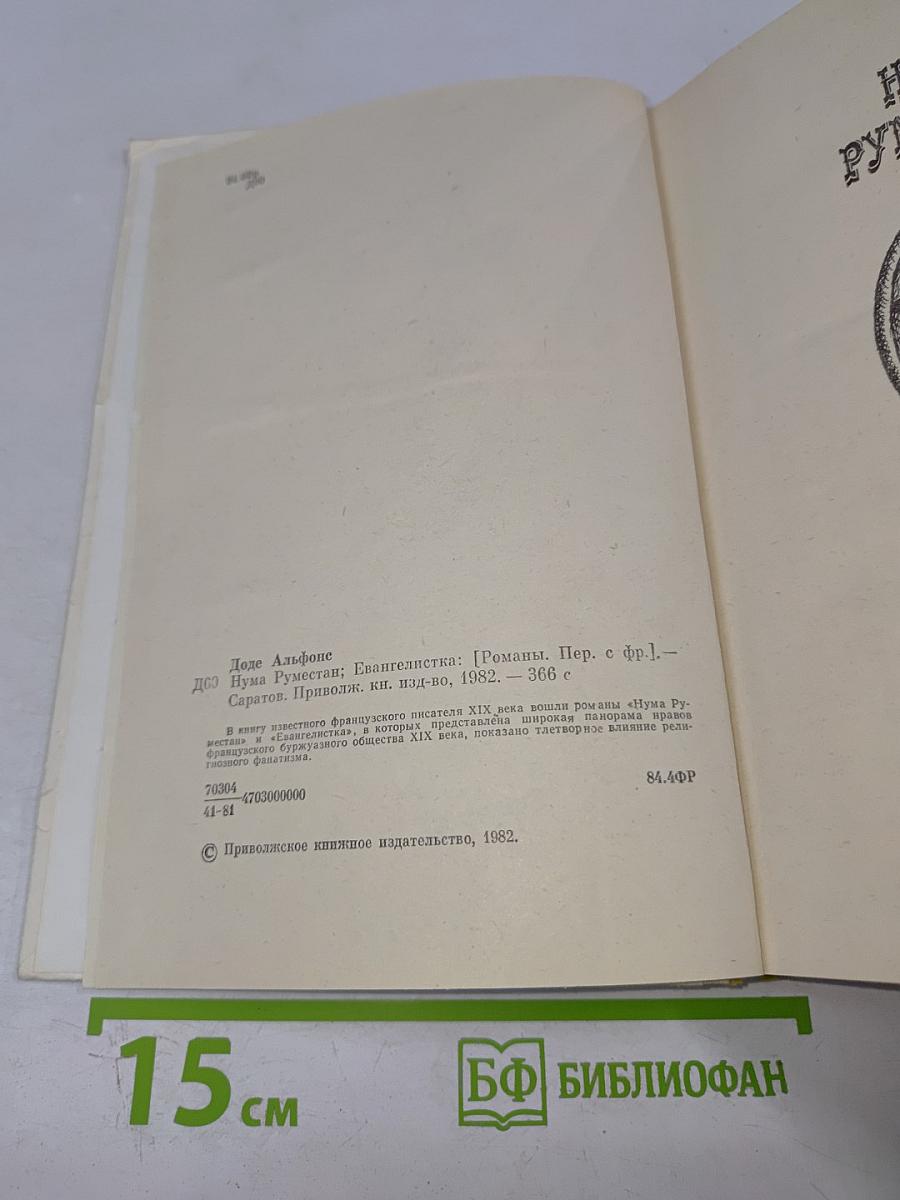 Доде Альфонс
Д60 Нума Руместан; Евангелистка: [Романы. Пер. с фр.].—
Саратов. Приволж. кн. изд-во, 1982. — 366 с
В книгу известного французского писателя XIX века вошли романы «Нума Ру-
местан» и «Евангелистка», в которых представлена широкая панорама нравов
французского буржуазного общества XIX века, показано тлетворное влияние рели-
гиозного фанатизма.
70304
41-81
-4703000000
84.4ФР
© Приволжское книжное издательство, 1982.
Н
РУМ
15 см
БФ БИБЛИОФАН